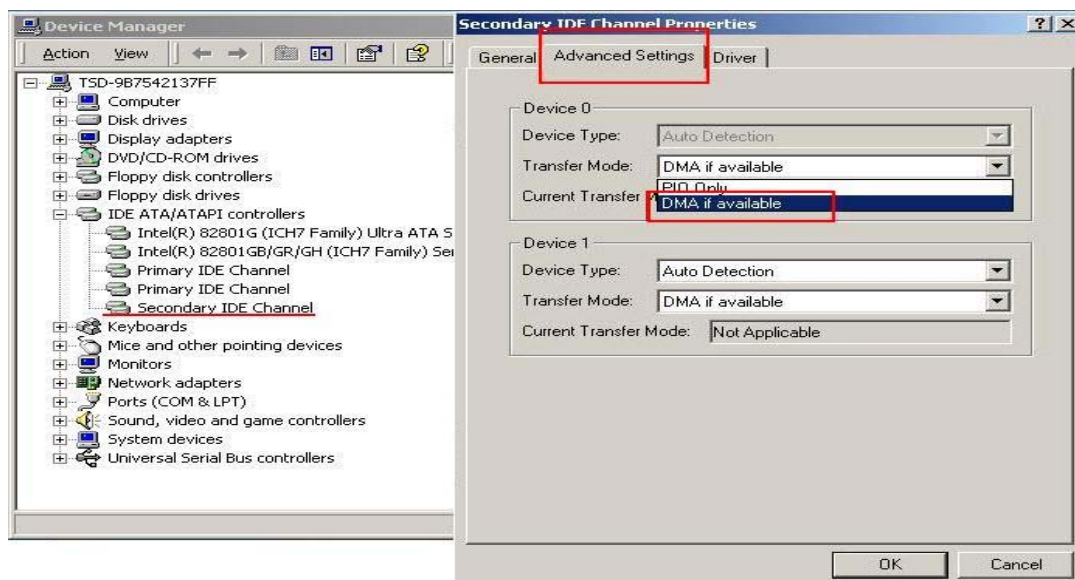 Device Manager
Action View
TSD-9B7542137FF
Computer
Disk drives
Display adapters
DVD/CD-ROM drives
Floppy disk controllers
Floppy disk drives
IDE ATA/ATAPI controllers
Intel(R) 82801G (ICH7 Family) Ultra ATA S
Intel(R) 82801GB/GR/GH (ICH7 Family) Ser
Primary IDE Channel
Primary IDE Channel
Secondary IDE Channel
Keyboards
Mice and other pointing devices
Monitors
Network adapters
Ports (COM & LPT)
Sound, video and game controllers
System devices
Universal Serial Bus controllers
Secondary IDE Channel Properties
General Advanced Settings Driver
Device 0
Device Type: Auto Detection
Transfer Mode: DMA if available
PIO Only
Current Transfer M DMA if available
Device 1
Device Type: Auto Detection
Transfer Mode: DMA if available
Current Transfer Mode: Not Applicable
OK Cancel